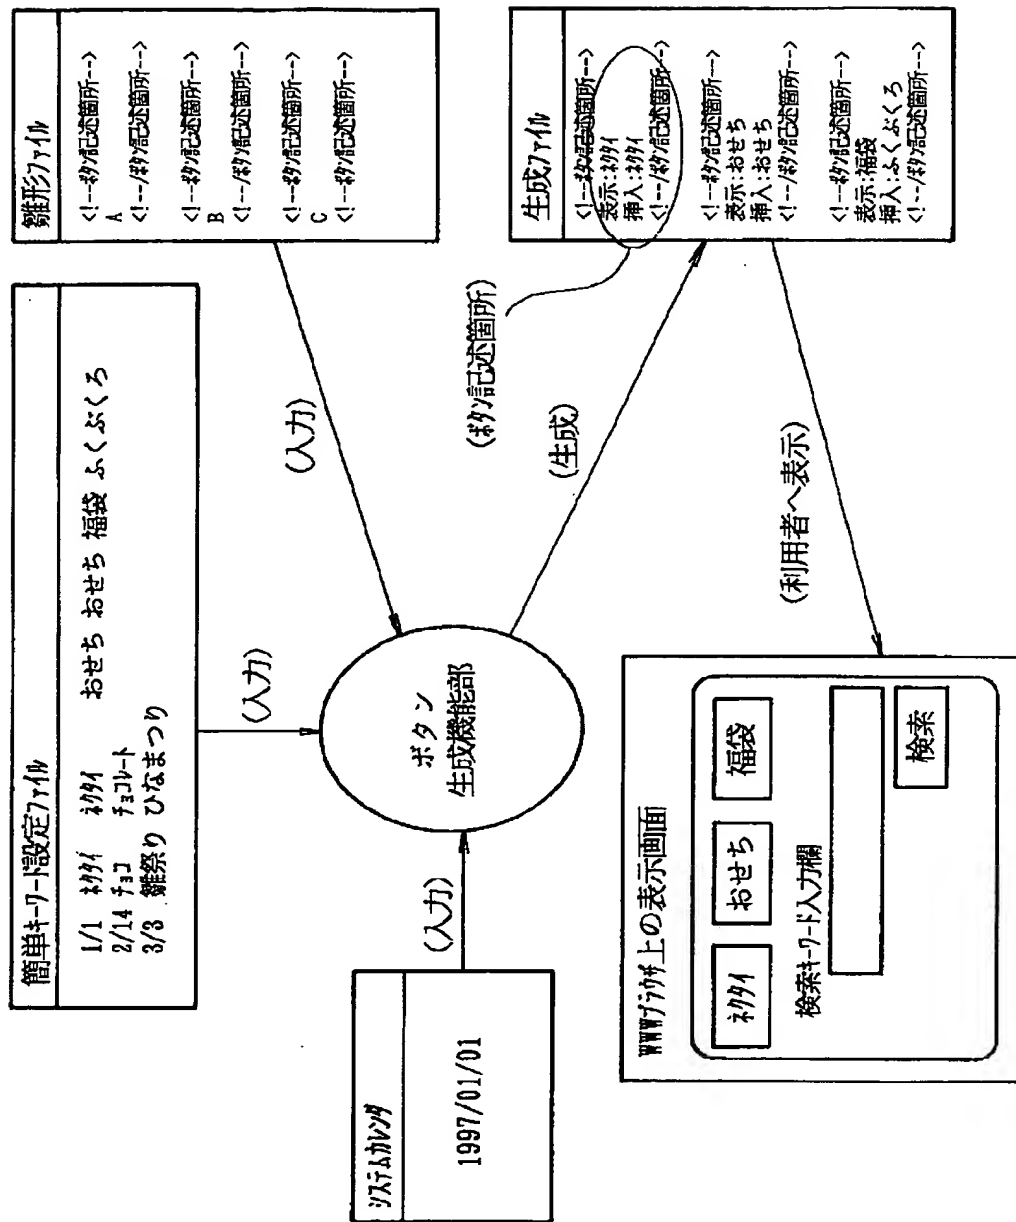 簡単キーワード設定ファイル
1/1 ネクタイ ネクタイ おせち おせち 福袋 ふくぶくろ
2/14 チョコ チョコレート
3/3 雛祭り ひなまつり
雛形ファイル
<!---ボタン記述箇所-->
A
<!---/ボタン記述箇所-->
<!---ボタン記述箇所-->
B
<!---/ボタン記述箇所-->
<!---ボタン記述箇所-->
C
<!---ボタン記述箇所-->
(入力)
(入力)
システムカレンダ
1997/01/01
(入力)
ボタン
生成機能部
(ボタン記述箇所)
(生成)
生成ファイル
<!---ボタン記述箇所-->
表示:ネクタイ
挿入:ネクタイ
<!---/ボタン記述箇所-->
<!---ボタン記述箇所-->
表示:おせち
挿入:おせち
<!---/ボタン記述箇所-->
<!---ボタン記述箇所-->
表示:福袋
挿入:ふくぶくろ
<!---/ボタン記述箇所-->
(利用者へ表示)
WWWブラウザ上の表示画面
ネクタイ おせち 福袋
検索キーワード入力欄
検索